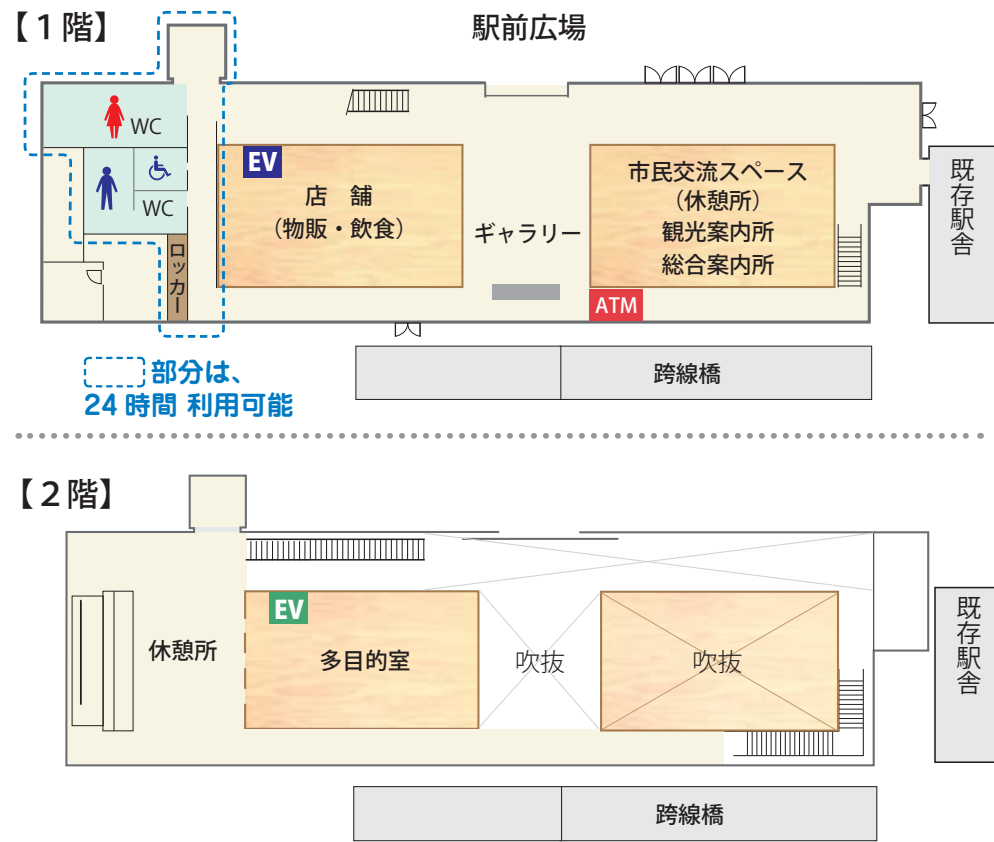 【１階】
駅前広場
WC
WC
ロッカー
EV
店　舗
（物販・飲食）
ギャラリー
市民交流スペース
（休憩所）
観光案内所
総合案内所
ATM
既存駅舎
跨線橋
部分は、
24 時間 利用可能
【２階】
EV
休憩所
多目的室
吹抜
吹抜
既存駅舎
跨線橋